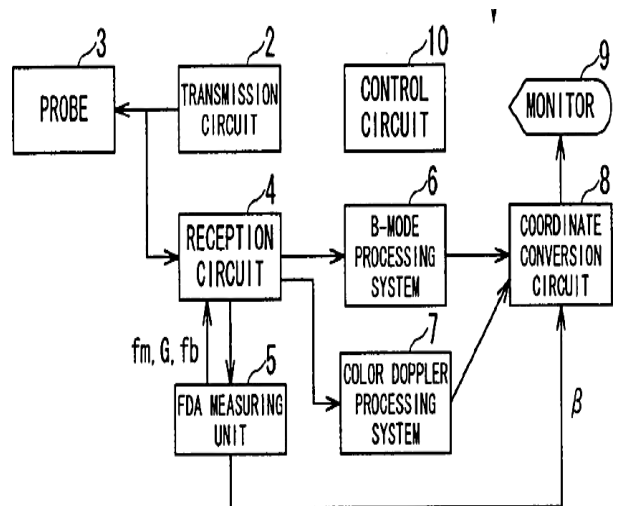 3
2
10
9
PROBE
TRANSMISSION
CIRCUIT
CONTROL
CIRCUIT
MONITOR
4
6
8
RECEPTION
CIRCUIT
B-MODE
PROCESSING
SYSTEM
COORDINATE
CONVERSION
CIRCUIT
fm, G, fb
5
7
FDA MEASURING
UNIT
COLOR DOPPLER
PROCESSING
SYSTEM
β